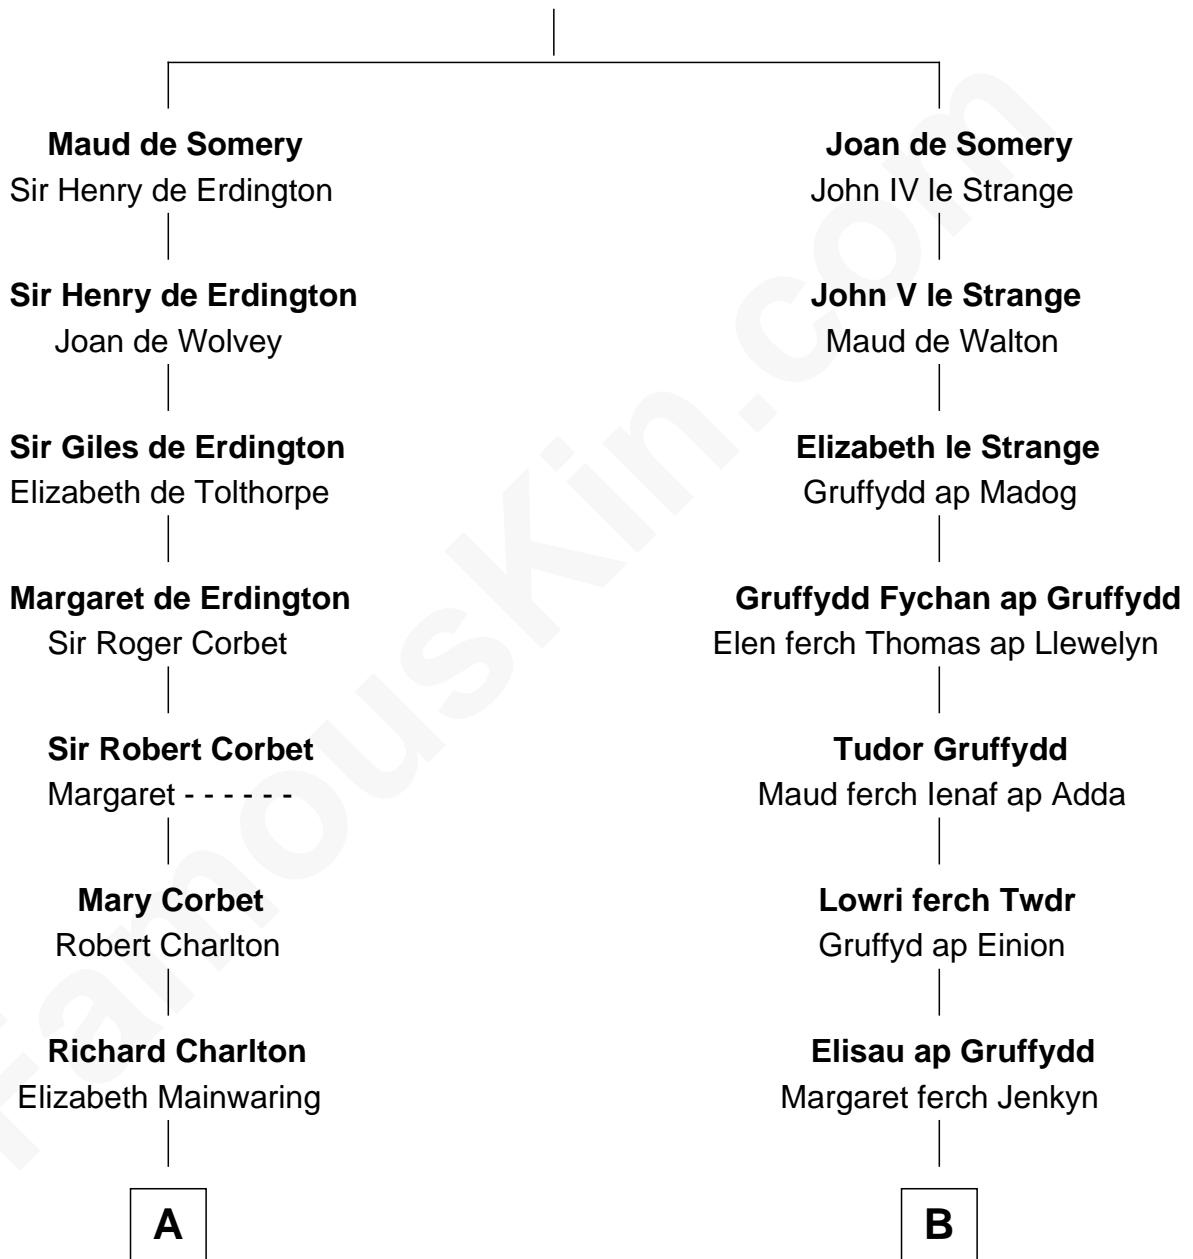 Maud de Somery
Sir Henry de Erdington
Sir Henry de Erdington
Joan de Wolvey
Sir Giles de Erdington
Elizabeth de Tolthorpe
Margaret de Erdington
Sir Roger Corbet
Sir Robert Corbet
Margaret - - - - - -
Mary Corbet
Robert Charlton
Richard Charlton
Elizabeth Mainwaring
A
Joan de Somery
John IV le Strange
John V le Strange
Maud de Walton
Elizabeth le Strange
Gruffydd ap Madog
Gruffydd Fychan ap Gruffydd
Elen ferch Thomas ap Llewelyn
Tudor Gruffydd
Maud ferch Ienaf ap Adda
Lowri ferch Twdr
Gruffyd ap Einion
Elisau ap Gruffydd
Margaret ferch Jenkyn
B
FamousKin.com